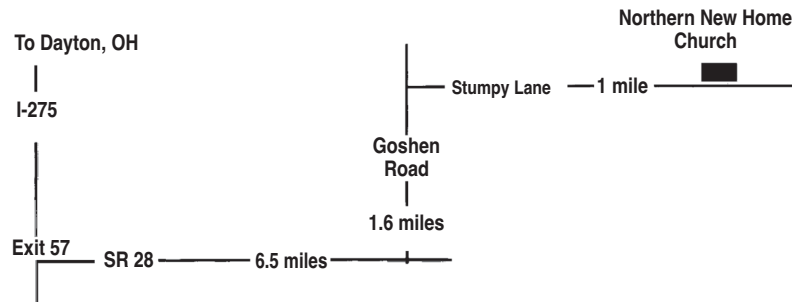 Northern New Home
Church
To Dayton, OH
I-275
Stumpy Lane
1 mile
Goshen
Road
1.6 miles
Exit 57
SR 28
6.5 miles